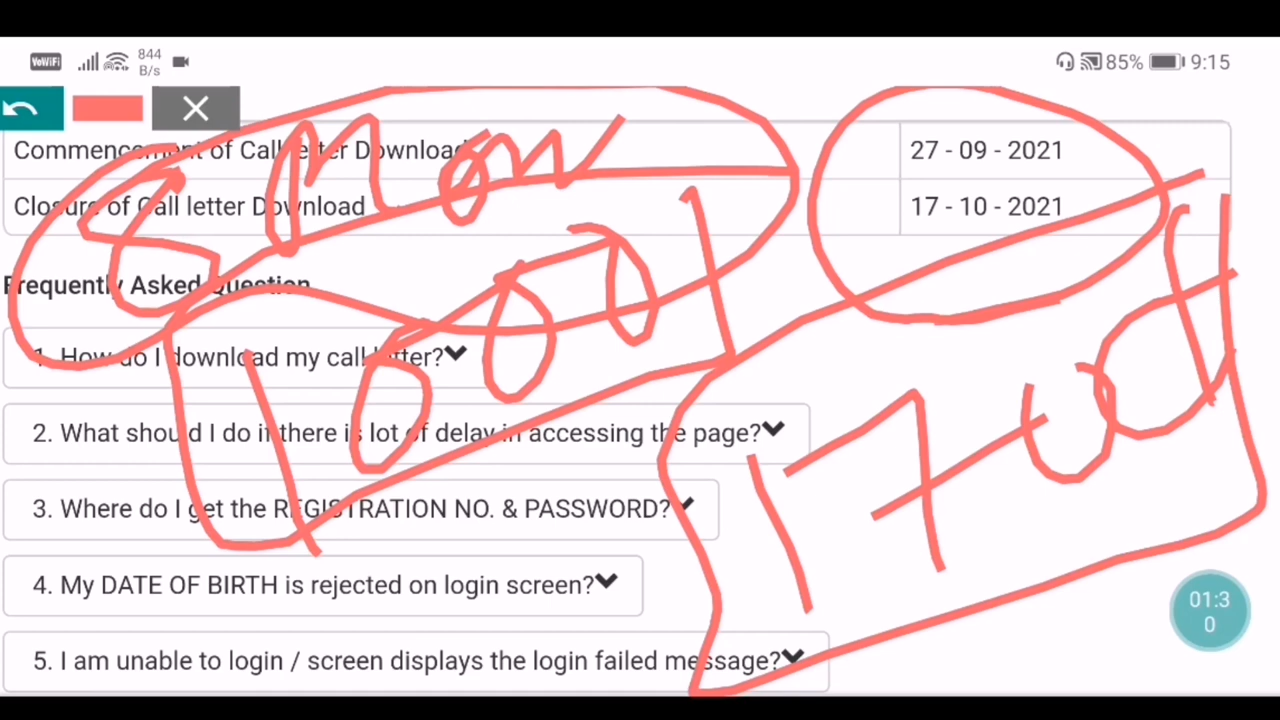 VoWiFi 844 B/s 85% 9:15
Commencement of Call letter Download 27 - 09 - 2021
Closure of Call letter Download 17 - 10 - 2021
Frequently Asked Question
1. How do I download my call letter?
2. What should I do if there is lot of delay in accessing the page?
3. Where do I get the REGISTRATION NO. & PASSWORD?
4. My DATE OF BIRTH is rejected on login screen?
5. I am unable to login / screen displays the login failed message?
01:30
17 oct